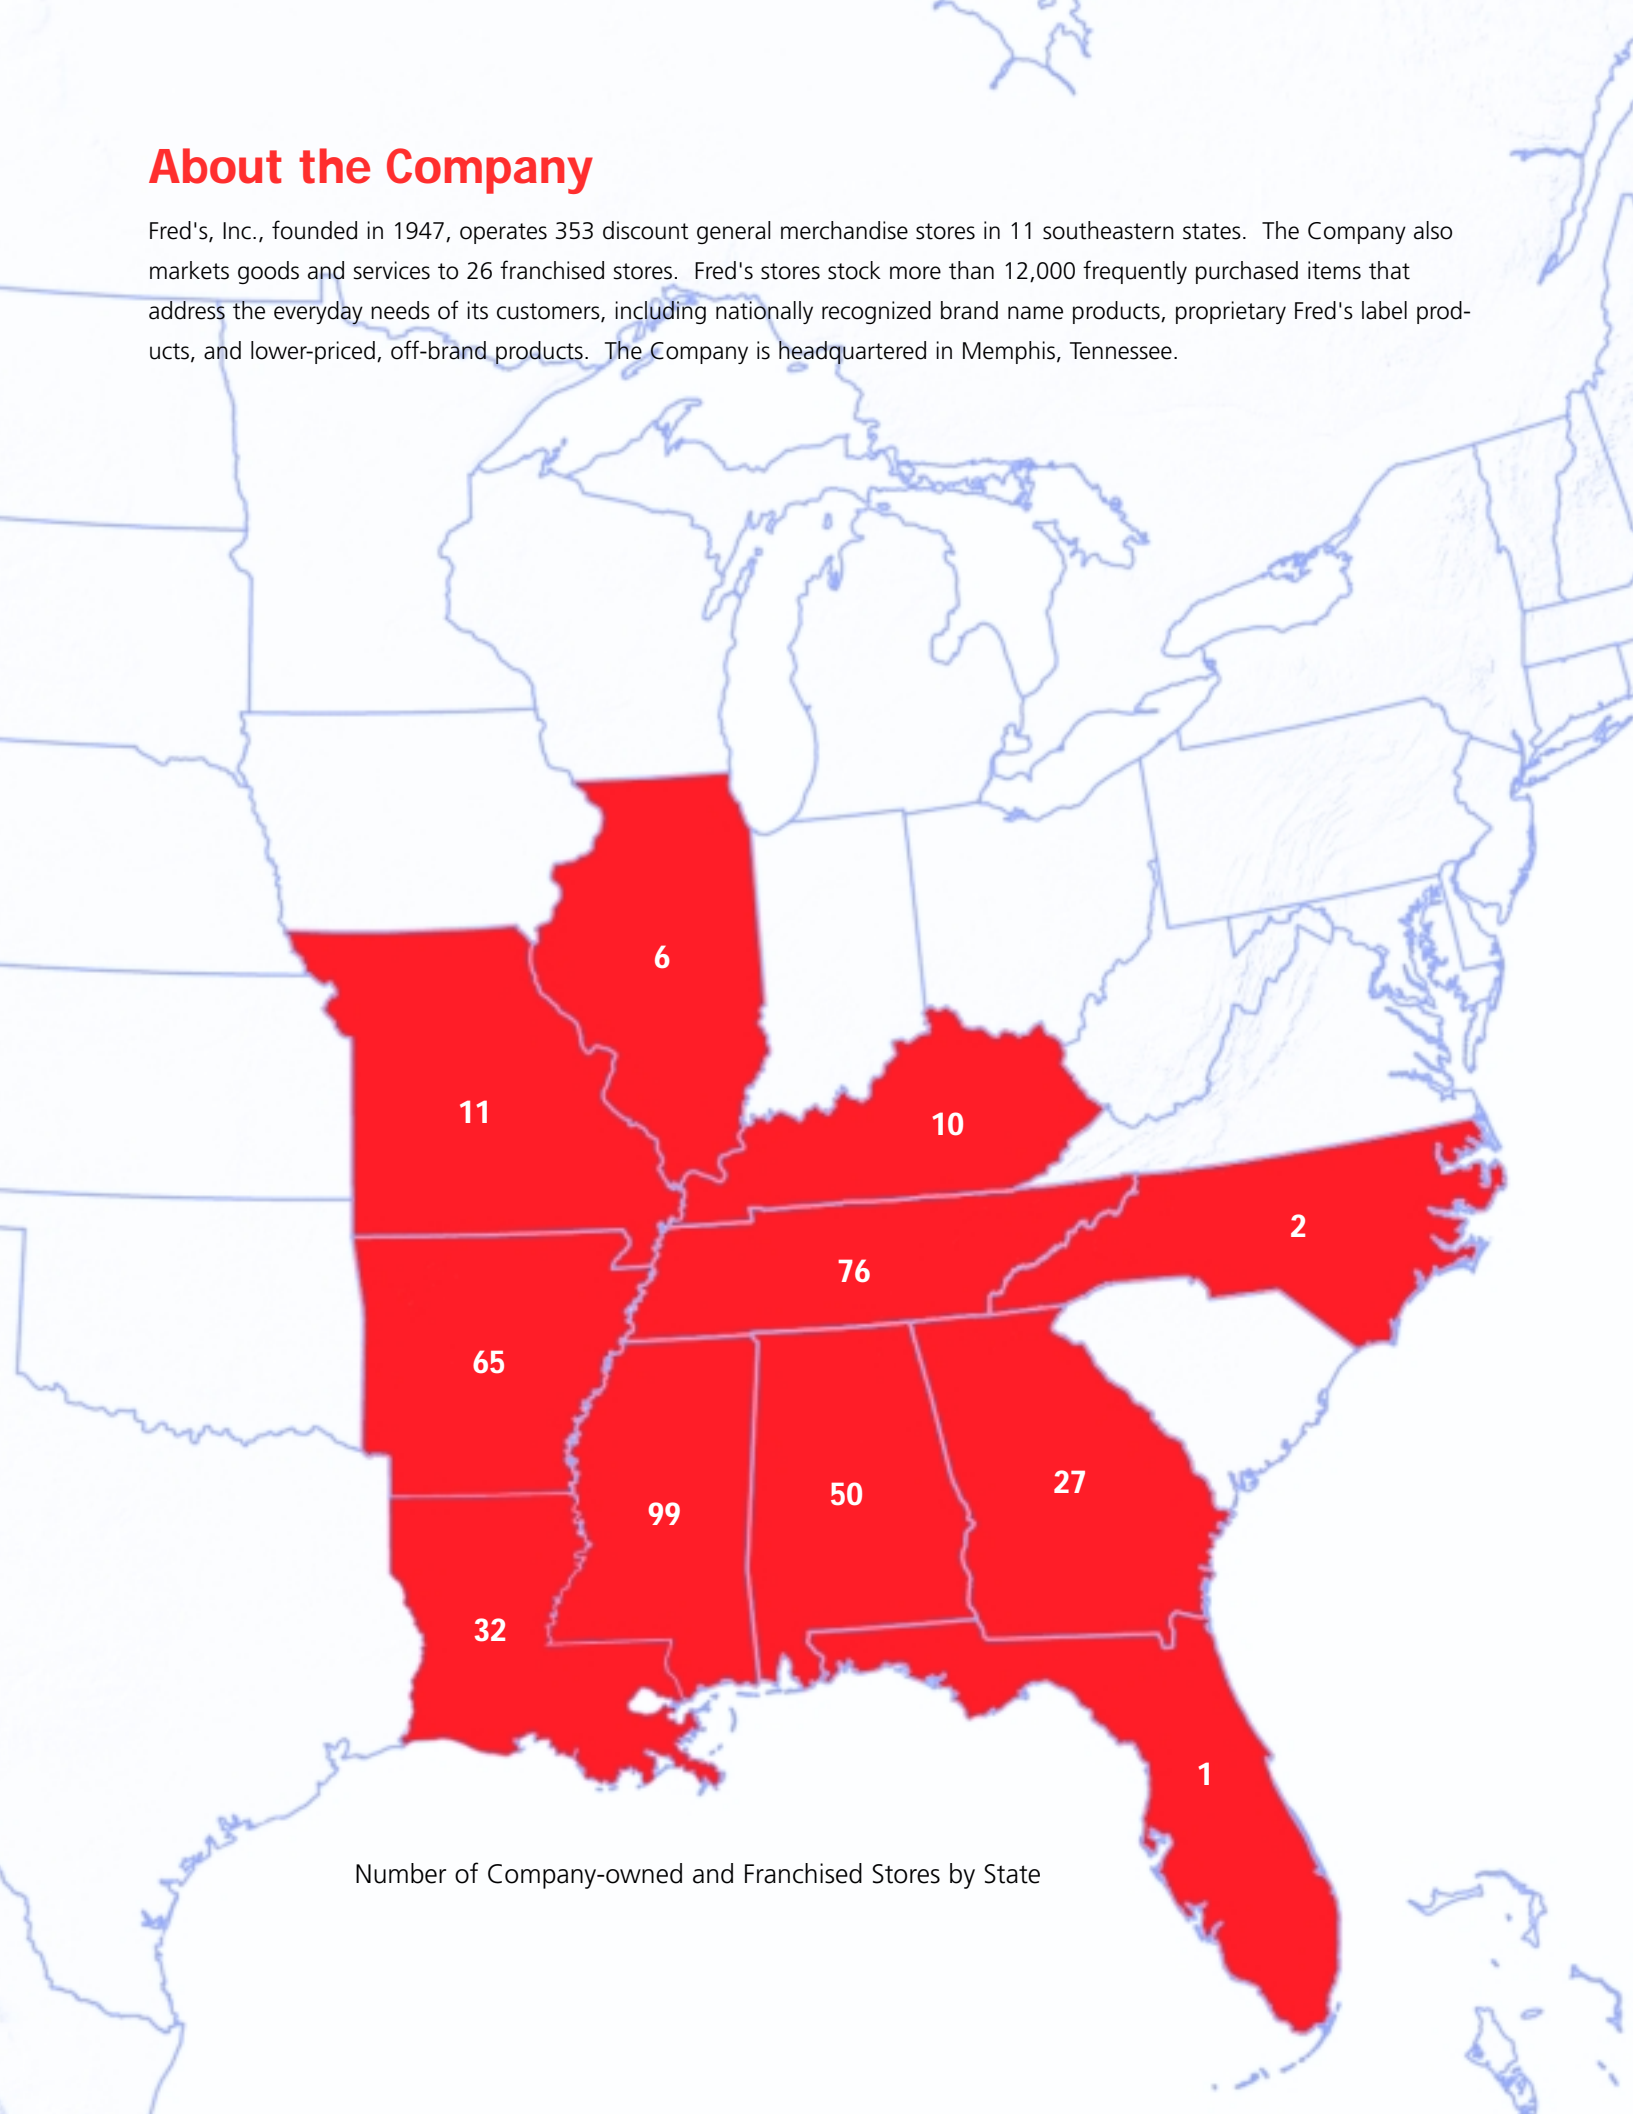 About the Company
Fred's, Inc., founded in 1947, operates 353 discount general merchandise stores in 11 southeastern states.  The Company also
markets goods and services to 26 franchised stores.  Fred's stores stock more than 12,000 frequently purchased items that
address the everyday needs of its customers, including nationally recognized brand name products, proprietary Fred's label prod-
ucts, and lower-priced, off-brand products.  The Company is headquartered in Memphis, Tennessee.
6
11
10
2
76
65
27
50
99
32
1
Number of Company-owned and Franchised Stores by State